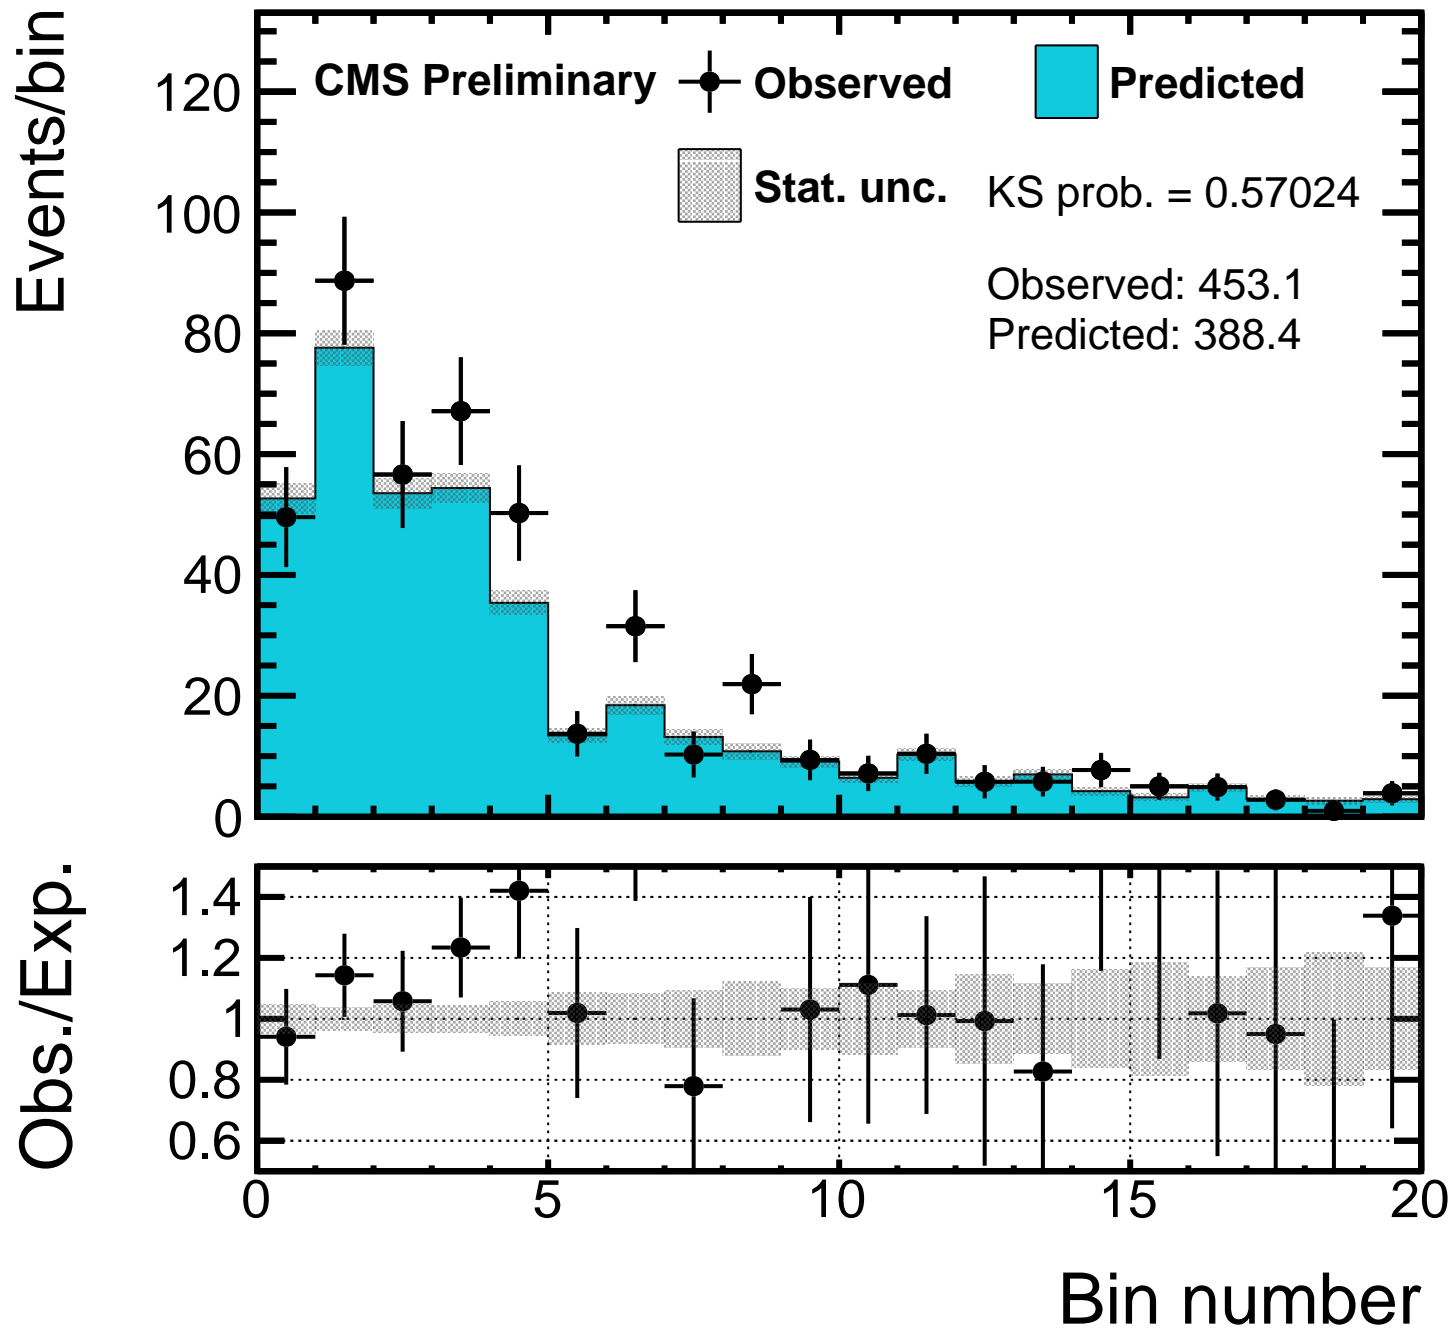 Events/bin
120
100
80
60
40
20
0
CMS Preliminary
Observed
Predicted
Stat. unc.
KS prob. = 0.57024
Observed: 453.1
Predicted: 388.4
Obs./Exp.
1.4
1.2
1
0.8
0.6
0 5 10 15 20
Bin number